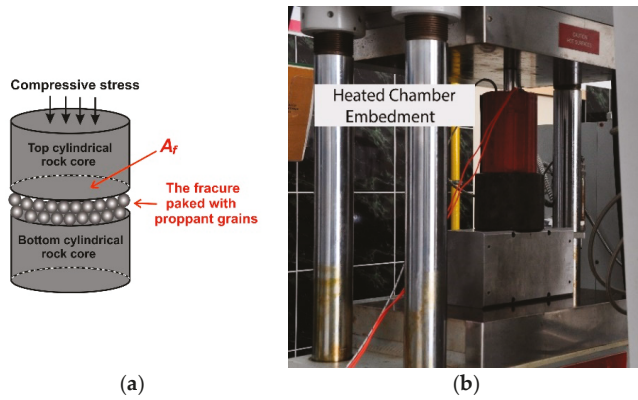 Compressive stress
Top cylindrical
rock core
A_f
The fracure
paked with
proppant grains
Bottom cylindrical
rock core
(a)
Heated Chamber
Embedment
(b)